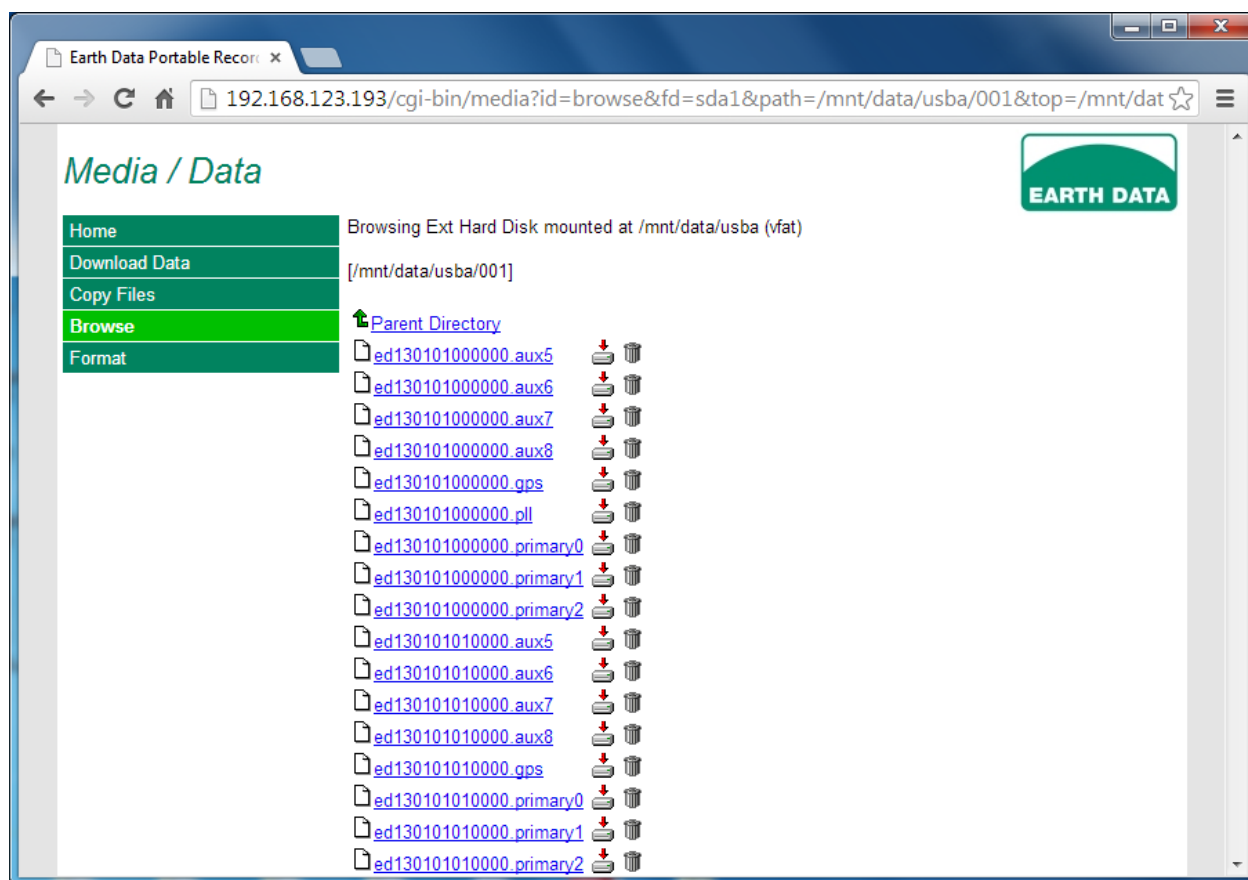 Earth Data Portable Recor
192.168.123.193/cgi-bin/media?id=browse&fd=sda1&path=/mnt/data/usba/001&top=/mnt/dat
Media / Data
EARTH DATA
Home
Download Data
Copy Files
Browse
Format
Browsing Ext Hard Disk mounted at /mnt/data/usba (vfat)
[/mnt/data/usba/001]
Parent Directory
ed130101000000.aux5
ed130101000000.aux6
ed130101000000.aux7
ed130101000000.aux8
ed130101000000.gps
ed130101000000.pll
ed130101000000.primary0
ed130101000000.primary1
ed130101000000.primary2
ed130101010000.aux5
ed130101010000.aux6
ed130101010000.aux7
ed130101010000.aux8
ed130101010000.gps
ed130101010000.primary0
ed130101010000.primary1
ed130101010000.primary2